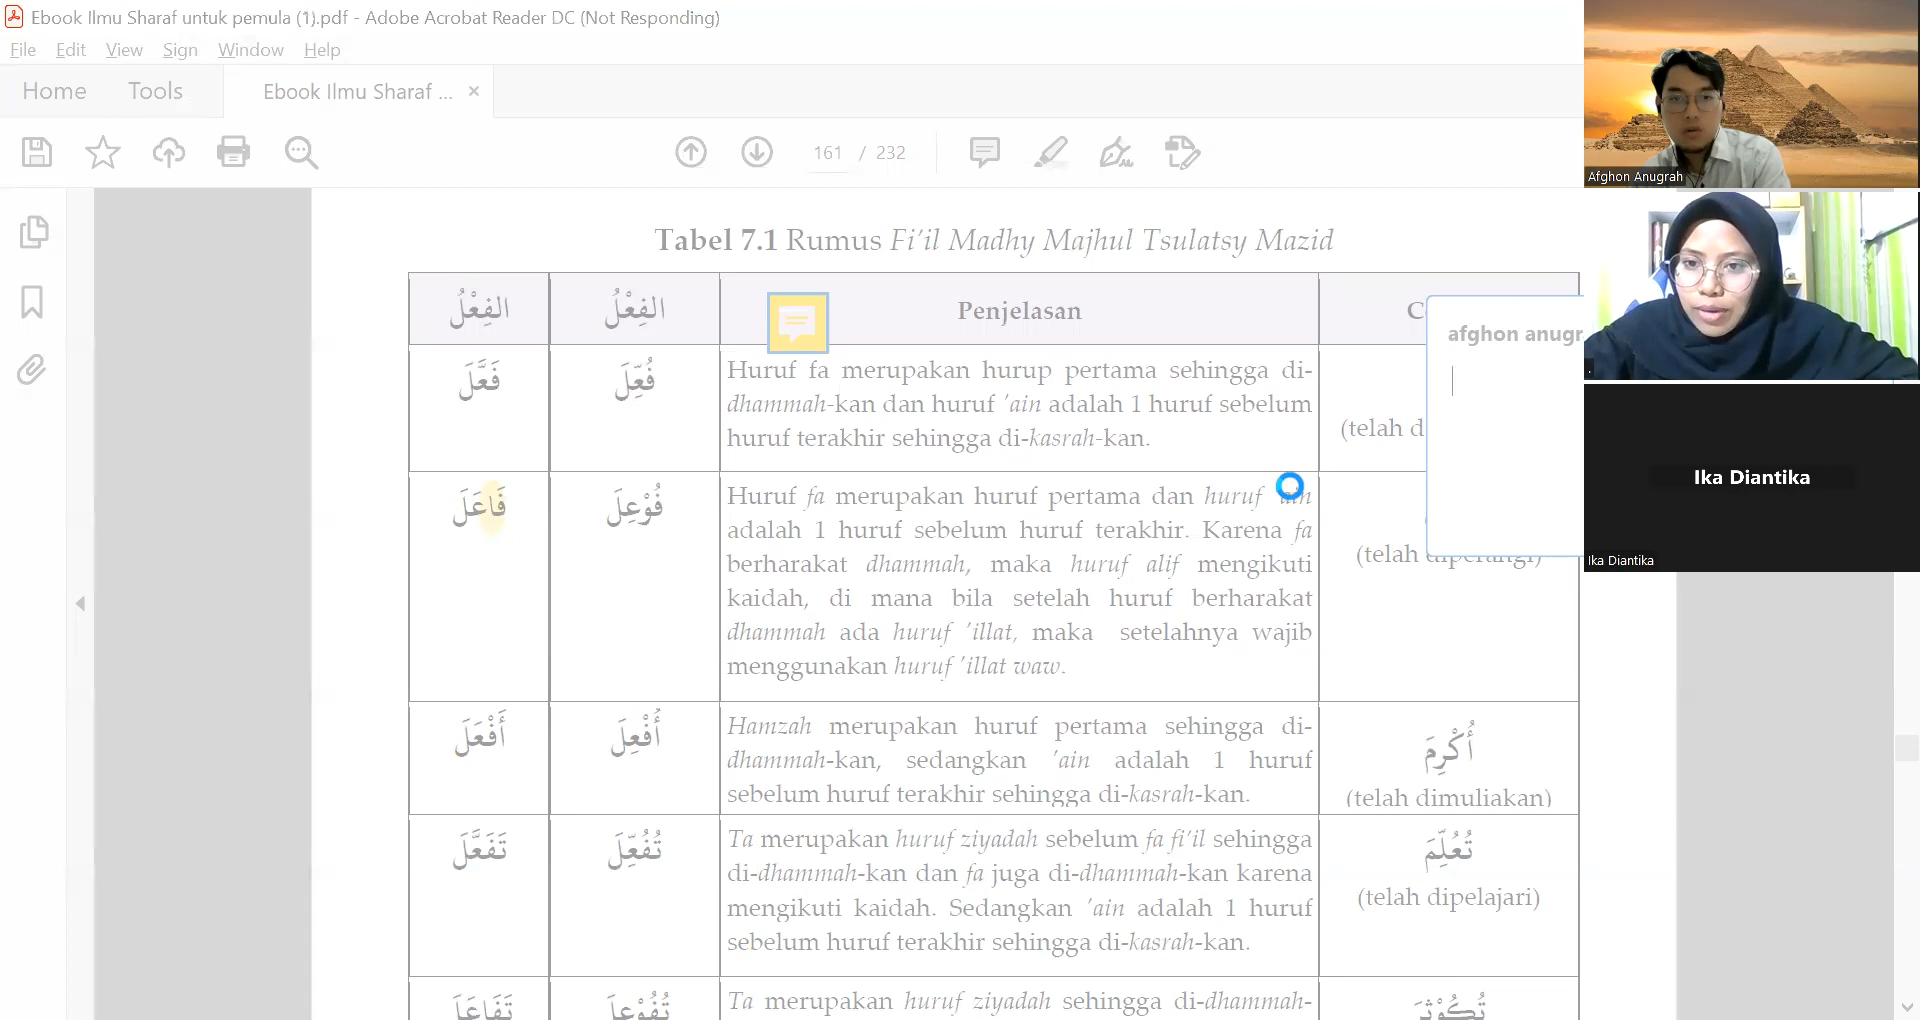 Ebook Ilmu Sharaf untuk pemula (1).pdf - Adobe Acrobat Reader DC (Not Responding)
File Edit View Sign Window Help
Home Tools Ebook Ilmu Sharaf ... ×
161 / 232
Tabel 7.1 Rumus Fi'il Madhy Majhul Tsulatsy Mazid
الفِعْلُ الفِعْلُ Penjelasan C
فَعَّلَ فُعِّلَ
Huruf fa merupakan hurup pertama sehingga di-
dhammah-kan dan huruf 'ain adalah 1 huruf sebelum
huruf terakhir sehingga di-kasrah-kan.
(telah d
فَاعَلَ فُوْعِلَ
Huruf fa merupakan huruf pertama dan huruf 'ain
adalah 1 huruf sebelum huruf terakhir. Karena fa
berharakat dhammah, maka huruf alif mengikuti
kaidah, di mana bila setelah huruf berharakat
dhammah ada huruf 'illat, maka setelahnya wajib
menggunakan huruf 'illat waw.
(telah diperangi)
أَفْعَلَ أُفْعِلَ
Hamzah merupakan huruf pertama sehingga di-
dhammah-kan, sedangkan 'ain adalah 1 huruf
sebelum huruf terakhir sehingga di-kasrah-kan.
أُكْرِمَ
(telah dimuliakan)
تَفَعَّلَ تُفُعِّلَ
Ta merupakan huruf ziyadah sebelum fa fi'il sehingga
di-dhammah-kan dan fa juga di-dhammah-kan karena
mengikuti kaidah. Sedangkan 'ain adalah 1 huruf
sebelum huruf terakhir sehingga di-kasrah-kan.
تُعُلِّمَ
(telah dipelajari)
تَفَاعَلَ تُفُوْعِلَ
Ta merupakan huruf ziyadah sehingga di-dhammah-
تُكُوْثِرَ
afghon anugr
Afghon Anugrah
.
Ika Diantika
Ika Diantika